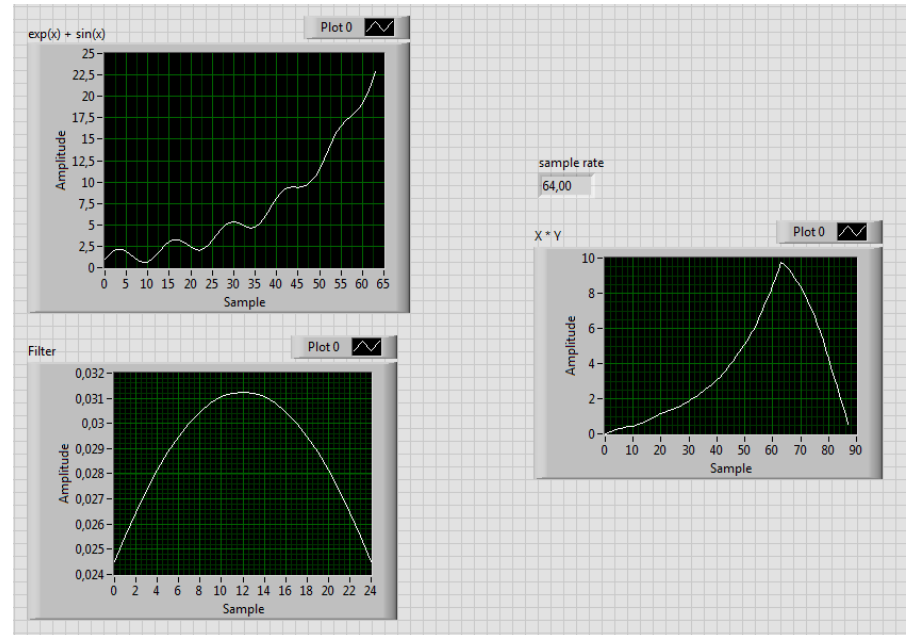 exp(x) + sin(x)
Plot 0
25
22,5
20
17,5
15
12,5
10
7,5
5
2,5
0
Amplitude
0 5 10 15 20 25 30 35 40 45 50 55 60 65
Sample
sample rate
64,00
X * Y
Plot 0
10
8
6
4
2
0
Amplitude
0 10 20 30 40 50 60 70 80 90
Sample
Filter
Plot 0
0,032
0,031
0,03
0,029
0,028
0,027
0,026
0,025
0,024
Amplitude
0 2 4 6 8 10 12 14 16 18 20 22 24
Sample